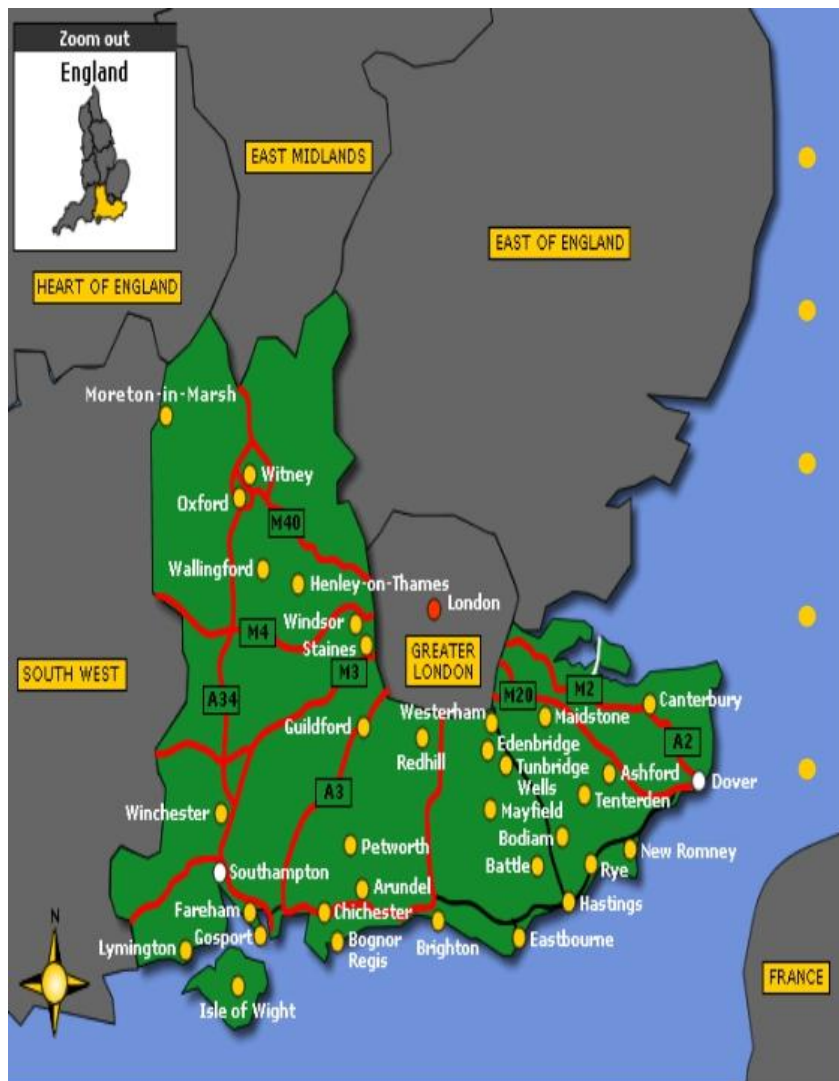 Zoom out
England
EAST MIDLANDS
EAST OF ENGLAND
HEART OF ENGLAND
Moreton-in-Marsh
Witney
Oxford
M40
Wallingford
Henley-on-Thames
London
Windsor
M4
Staines
GREATER
LONDON
SOUTH WEST
M3
M20
M2
A34
Canterbury
Westerham
Maidstone
Guildford
Edenbridge
A2
Redhill
Tunbridge
Wells
Ashford
Dover
A3
Tenterden
Winchester
Mayfield
Bodiam
Petworth
New Romney
Battle
Rye
Southampton
Arundel
Hastings
Fareham
Chichester
N
Gosport
Brighton
Eastbourne
Lymington
Bognor
Regis
FRANCE
Isle of Wight